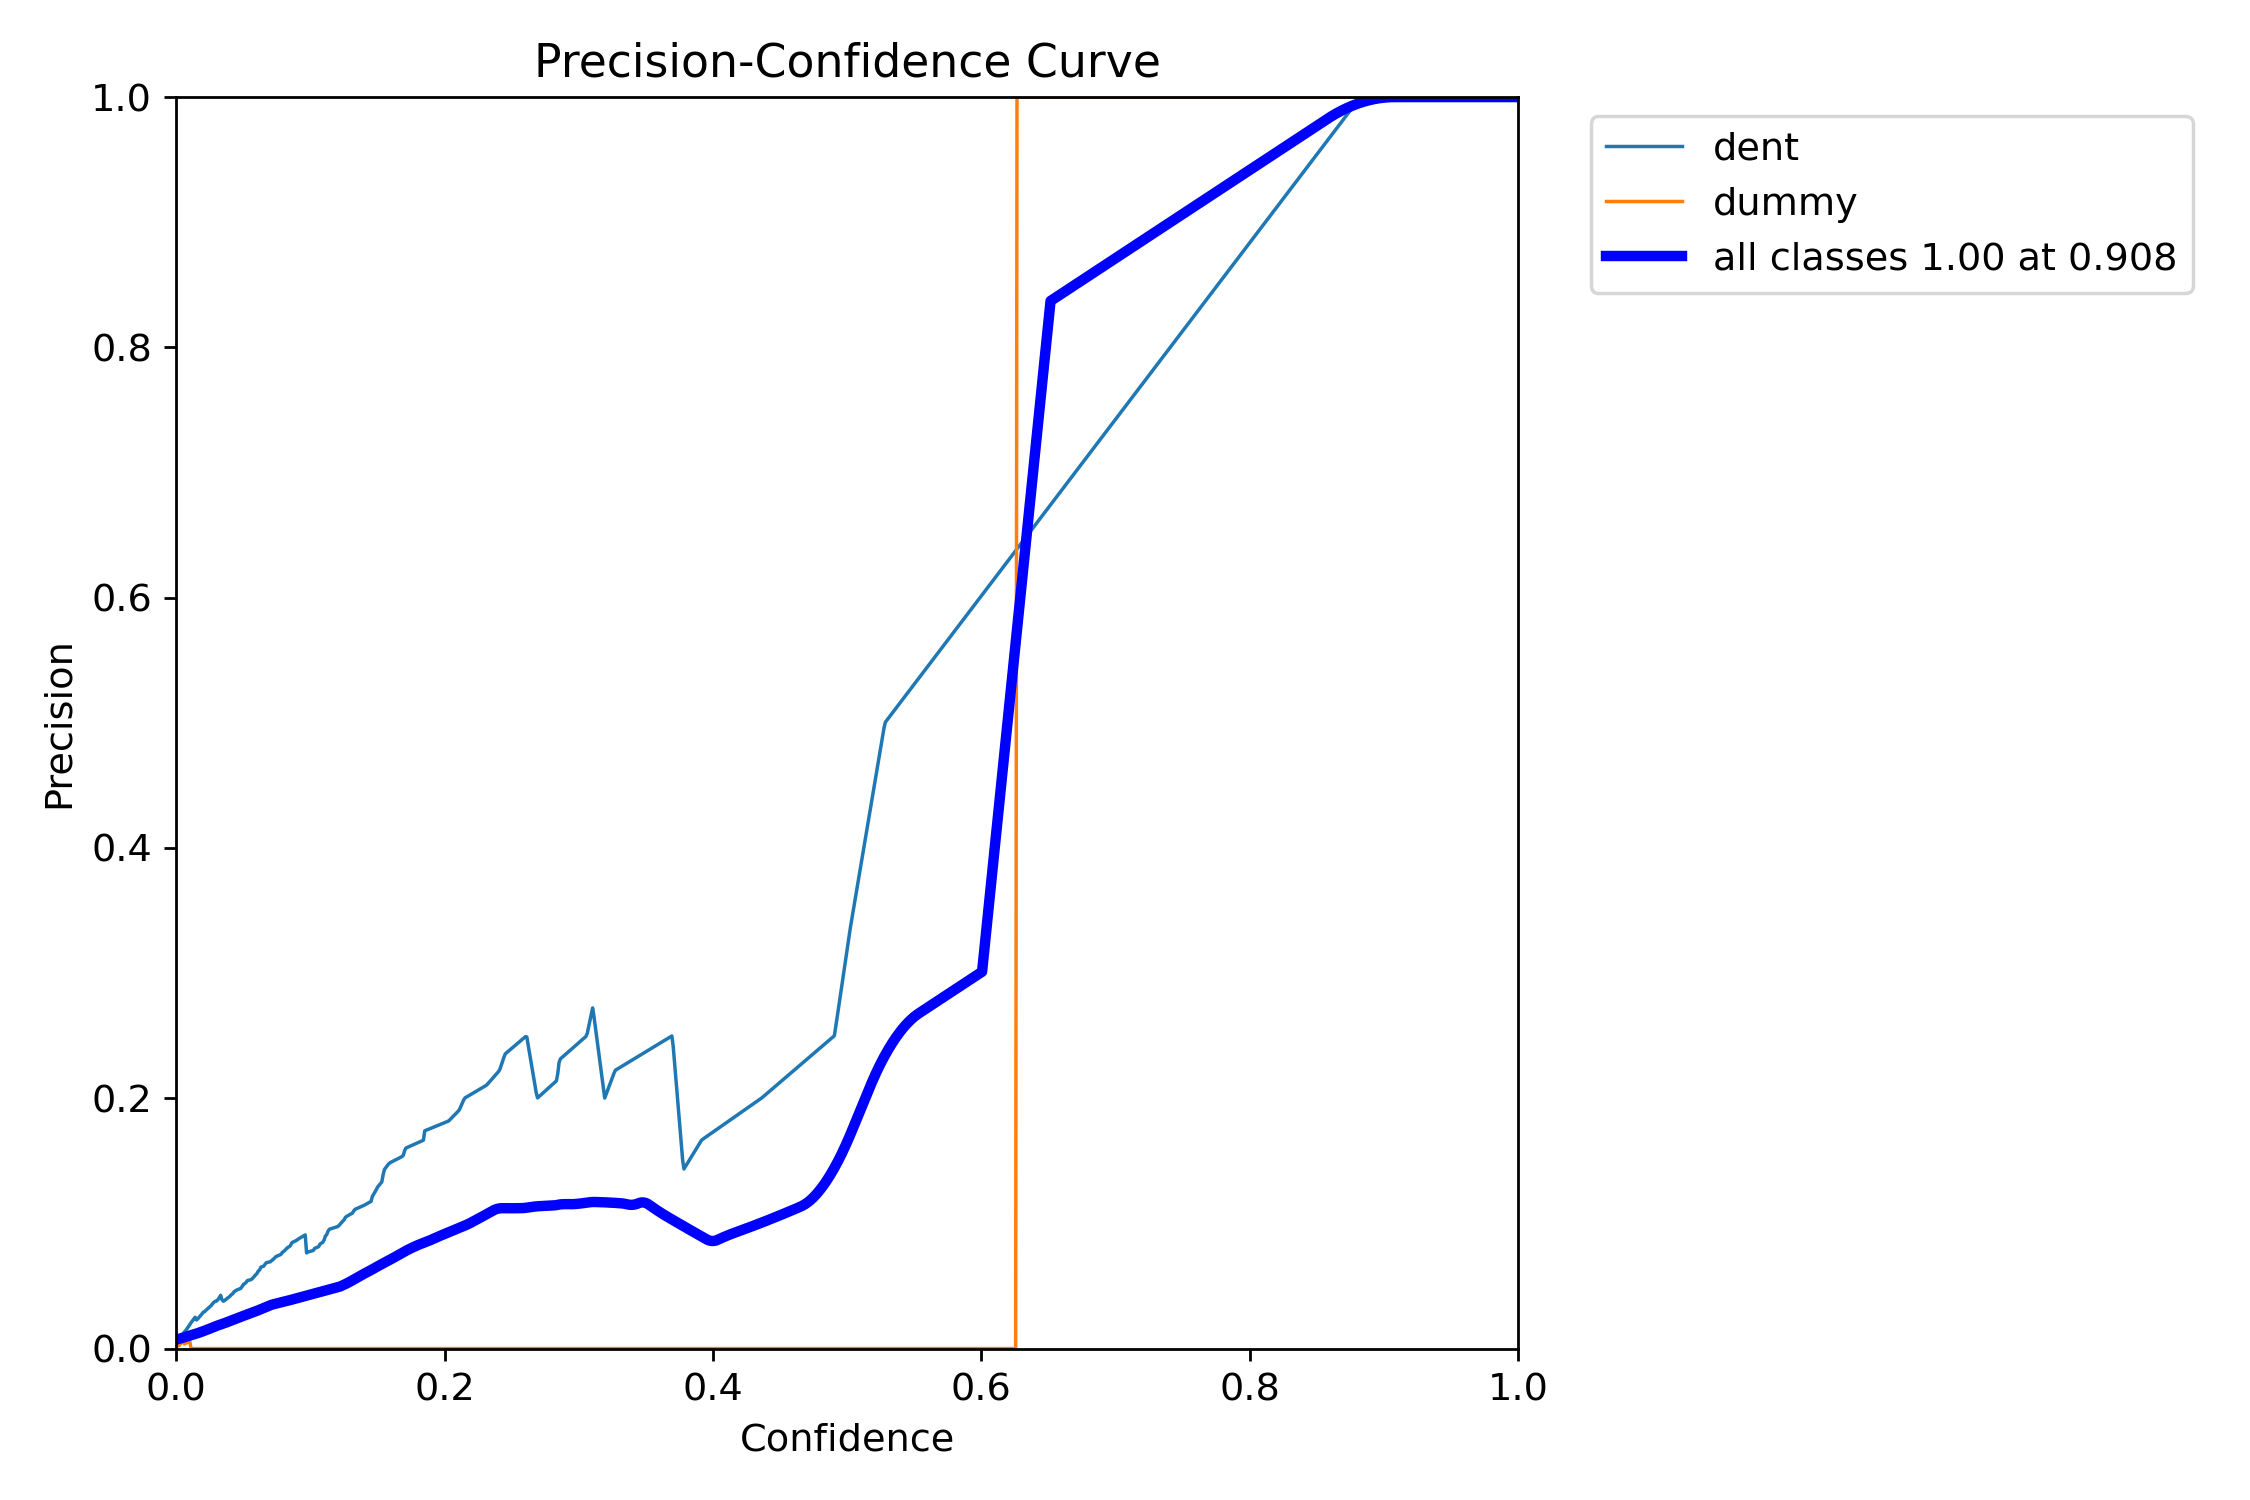 Precision-Confidence Curve
1.0
0.8
0.6
0.4
0.2
0.0
Precision
0.0 0.2 0.4 0.6 0.8 1.0
Confidence
dent
dummy
all classes 1.00 at 0.908